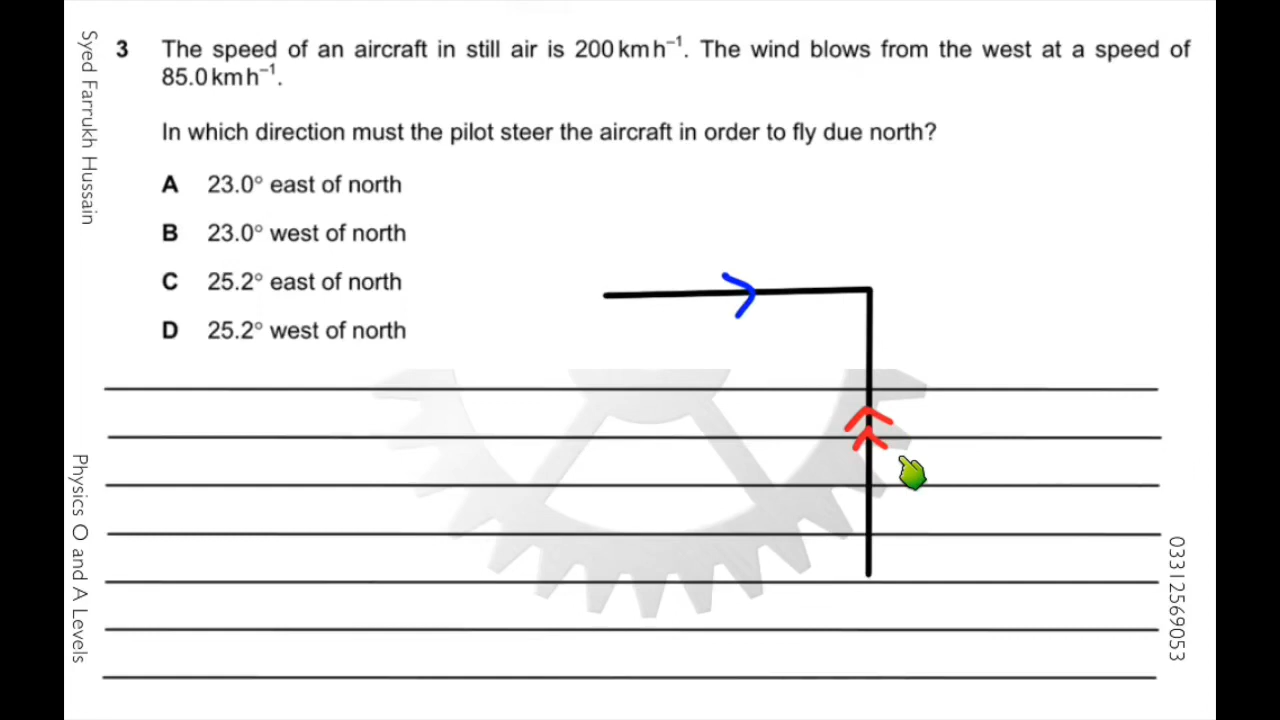 Syed Farrukh Hussain
3 The speed of an aircraft in still air is 200 km h⁻¹. The wind blows from the west at a speed of
85.0 km h⁻¹.
In which direction must the pilot steer the aircraft in order to fly due north?
A 23.0° east of north
B 23.0° west of north
C 25.2° east of north
D 25.2° west of north
Physics O and A Levels
03312569053